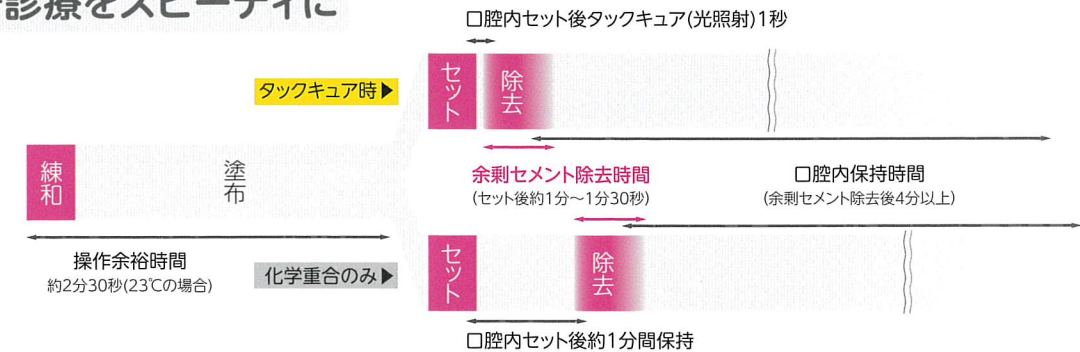 診療をスピーディに
口腔内セット後タックキュア(光照射)1秒
タックキュア時▶
セット
除去
練和
塗布
余剰セメント除去時間
(セット後約1分～1分30秒)
口腔内保持時間
(余剰セメント除去後4分以上)
操作余裕時間
約2分30秒(23℃の場合)
化学重合のみ▶
セット
除去
口腔内セット後約1分間保持